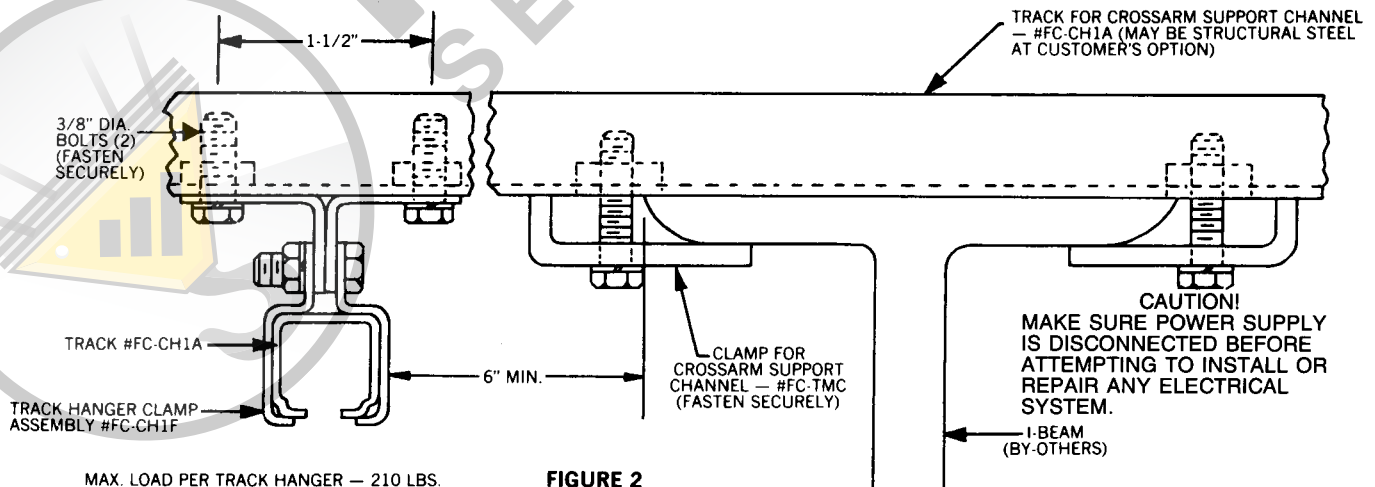 1-1/2"
TRACK FOR CROSSARM SUPPORT CHANNEL
— #FC-CH1A (MAY BE STRUCTURAL STEEL
AT CUSTOMER'S OPTION)
3/8" DIA.
BOLTS (2)
(FASTEN
SECURELY)
TRACK #FC-CH1A
TRACK HANGER CLAMP
ASSEMBLY #FC-CH1F
6" MIN.
CLAMP FOR
CROSSARM SUPPORT
CHANNEL — #FC-TMC
(FASTEN SECURELY)
CAUTION!
MAKE SURE POWER SUPPLY
IS DISCONNECTED BEFORE
ATTEMPTING TO INSTALL OR
REPAIR ANY ELECTRICAL
SYSTEM.
I-BEAM
(BY-OTHERS)
MAX. LOAD PER TRACK HANGER — 210 LBS.
FIGURE 2